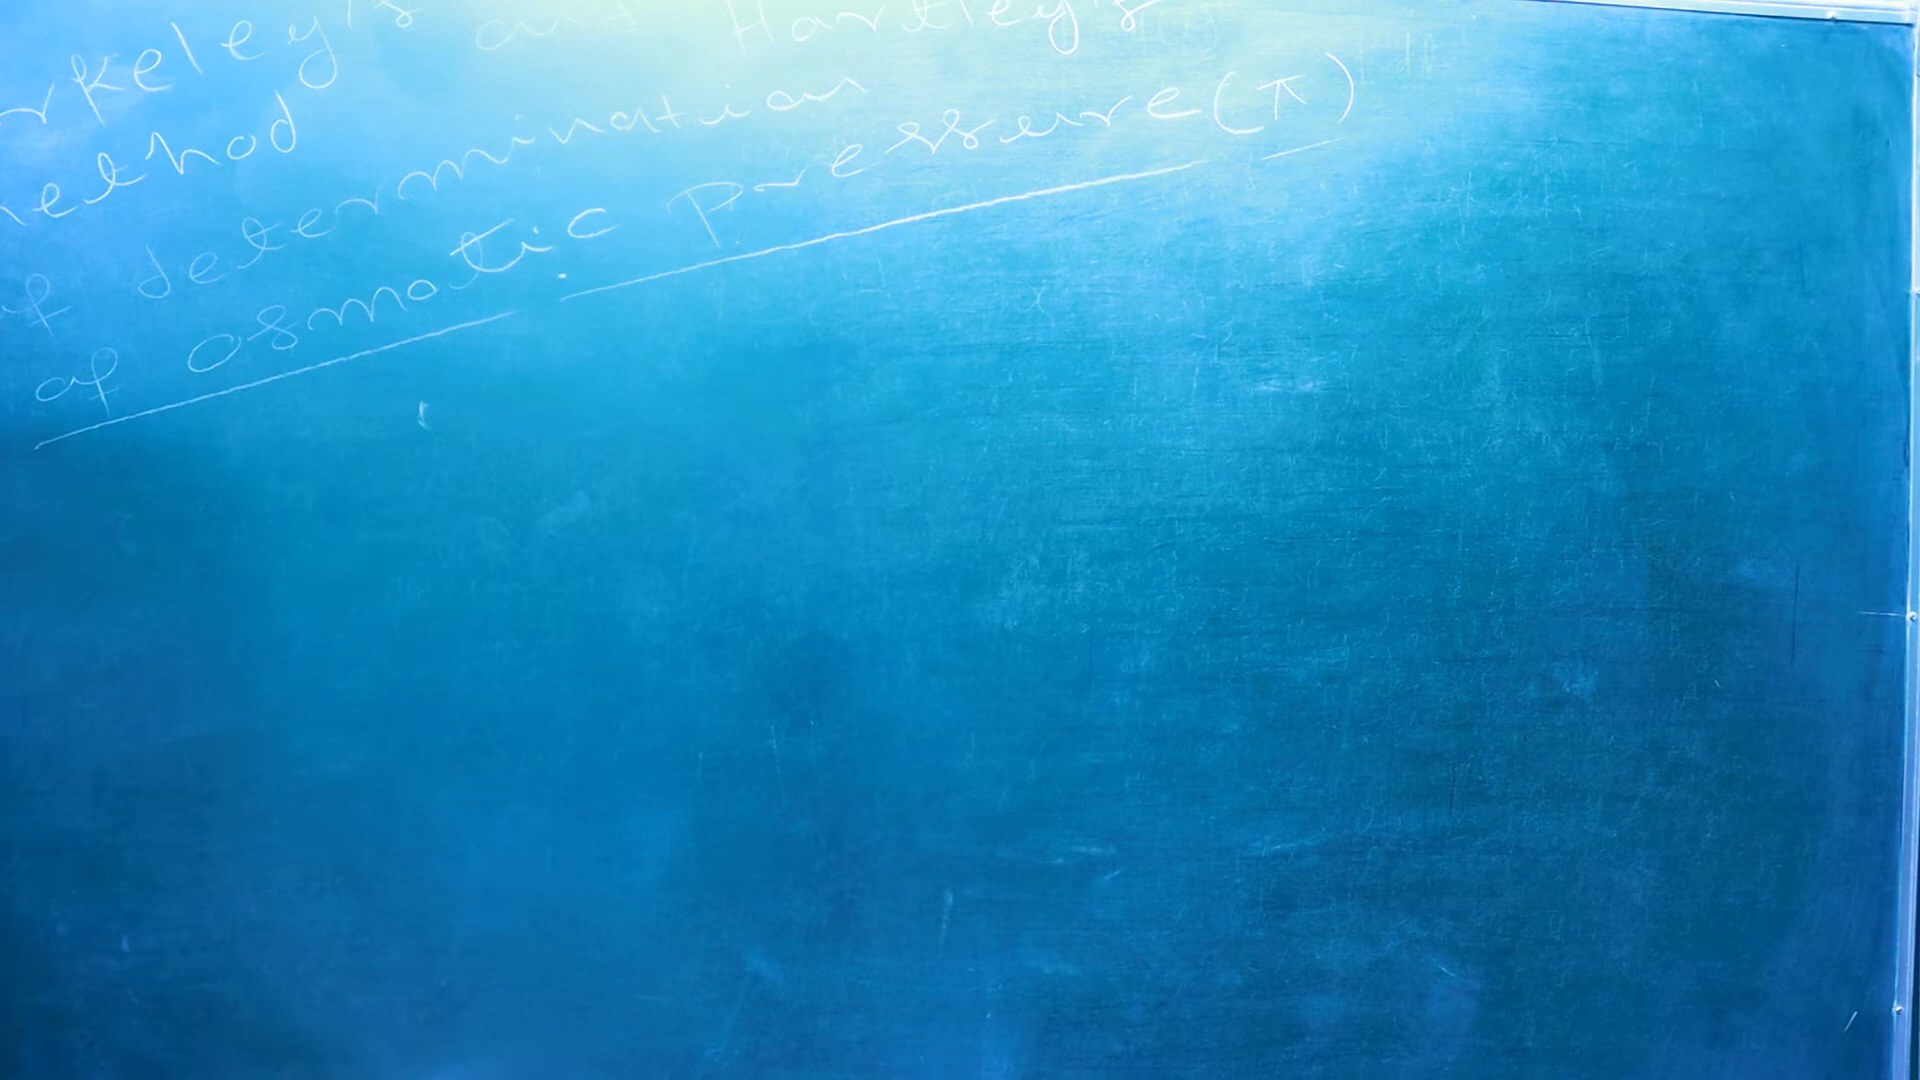 rkeley's and Hartley's
ethod
f determination
of osmotic pressure (π)